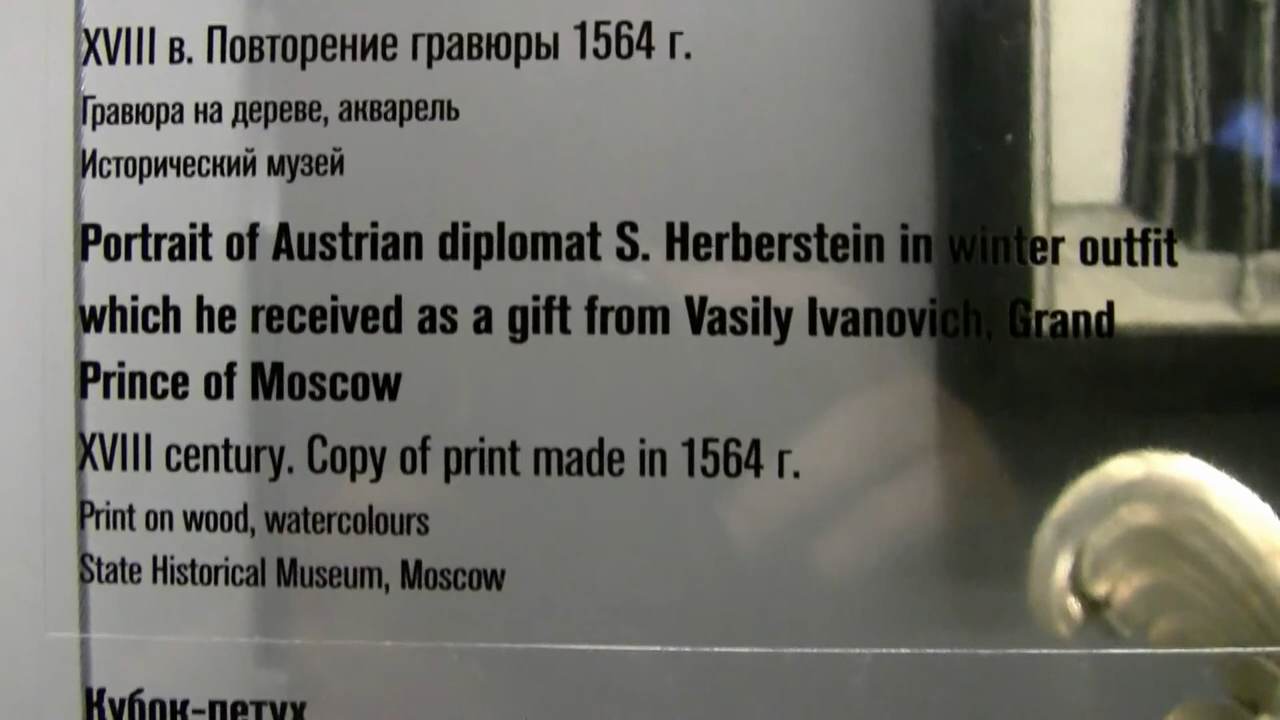 XVIII в. Повторение гравюры 1564 г.
Гравюра на дереве, акварель
Исторический музей
Portrait of Austrian diplomat S. Herberstein in winter outfit
which he received as a gift from Vasily Ivanovich, Grand
Prince of Moscow
XVIII century. Copy of print made in 1564 г.
Print on wood, watercolours
State Historical Museum, Moscow
Кубок-петух